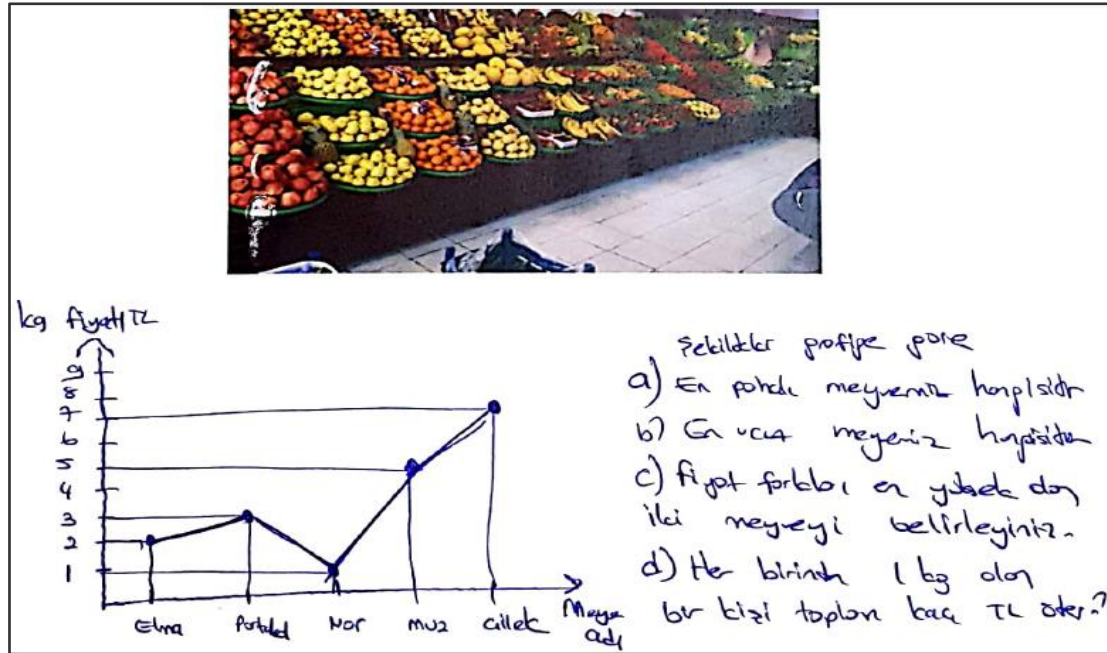 kg fiyatı/TL
9
8
7
6
5
4
3
2
1
Elma Portakal Nar muz Çilek Meyve adı
Şekildeki grafiğe göre
a) En pahalı meyvemiz hangisidir
b) En ucuz meyvemiz hangisidir
c) Fiyat farkları en yüksek olan
iki meyveyi belirleyiniz.
d) Her birinden 1 kg alan
bir kişi toplam kaç TL öder?